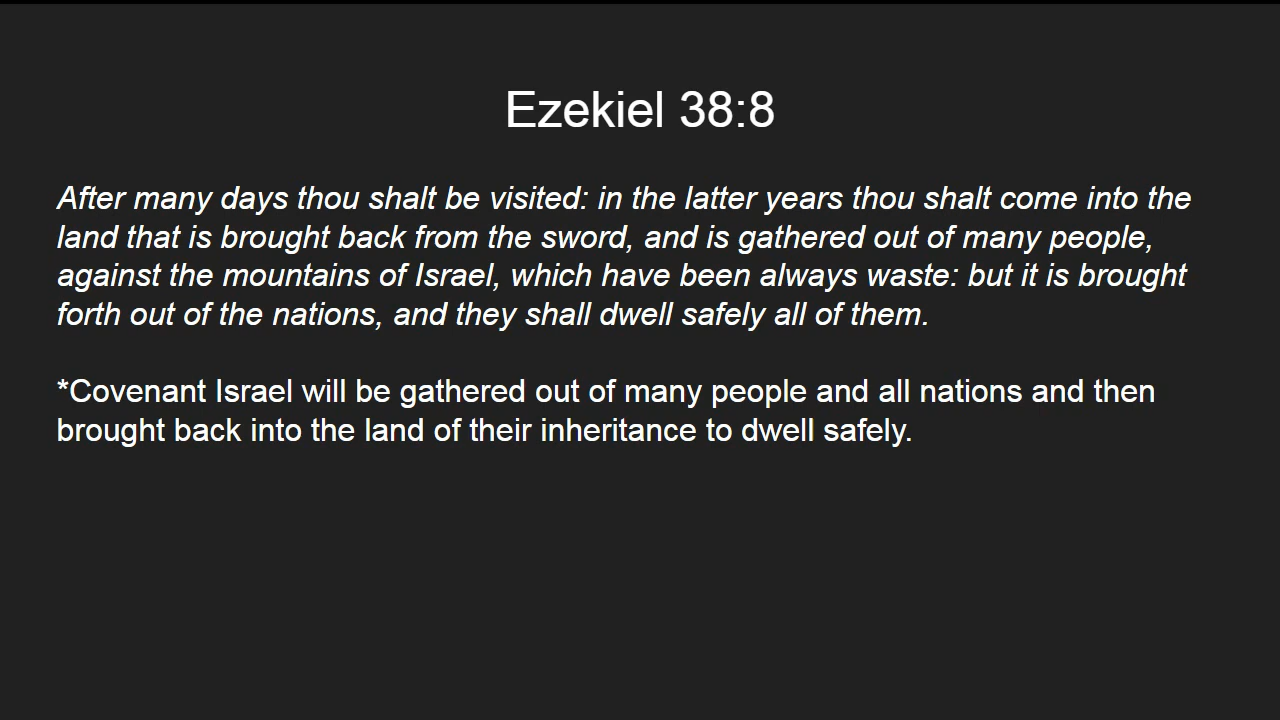 Ezekiel 38:8
After many days thou shalt be visited: in the latter years thou shalt come into the
land that is brought back from the sword, and is gathered out of many people,
against the mountains of Israel, which have been always waste: but it is brought
forth out of the nations, and they shall dwell safely all of them.
*Covenant Israel will be gathered out of many people and all nations and then
brought back into the land of their inheritance to dwell safely.